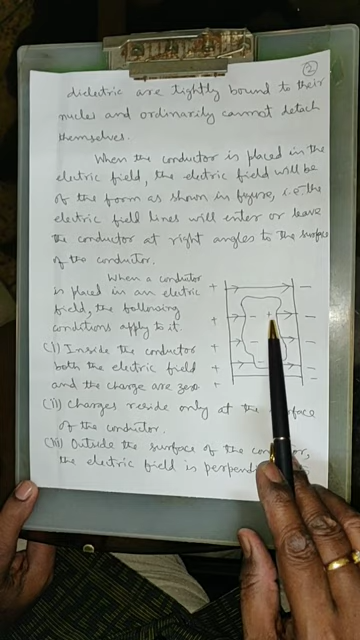 2
dielectric are tightly bound to their
nuclei and ordinarily cannot detach
themselves.
When the conductor is placed in the
electric field, the electric field will be
of the form as shown in figure, i.e. the
electric field lines will enter or leave
the conductor at right angles to the surface
of the conductor.
When a conductor
is placed in an electric
field, the following
conditions apply to it.
(i) Inside the conductor
both the electric field
and the charge are zero
(ii) Charges reside only at the surface
of the conductor.
(iii) Outside the surface of the conductor,
the electric field is
+ + + + +
- - - - -